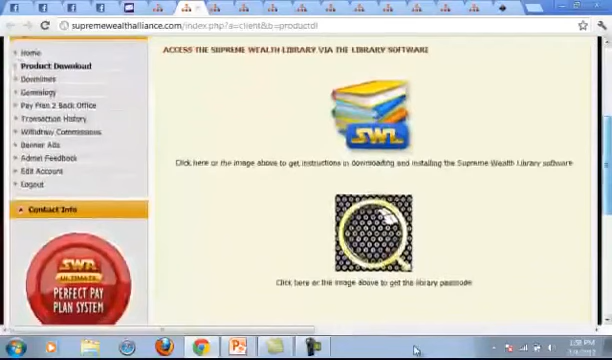 supremewealthalliance.com/index.php?a=client&b=productdl
Home
Product Download
Downlines
Genealogy
Pay Plan 2 Back Office
Transaction History
Withdraw Commissions
Banner Ads
Admin Feedback
Edit Account
Logout
Contact Info
SWA
ULTIMATE
PERFECT PAY
PLAN SYSTEM
ACCESS THE SUPREME WEALTH LIBRARY VIA THE LIBRARY SOFTWARE
SWL
Click here or the image above to get instructions in downloading and installing the Supreme Wealth Library software
Click here or the image above to get the library passcode